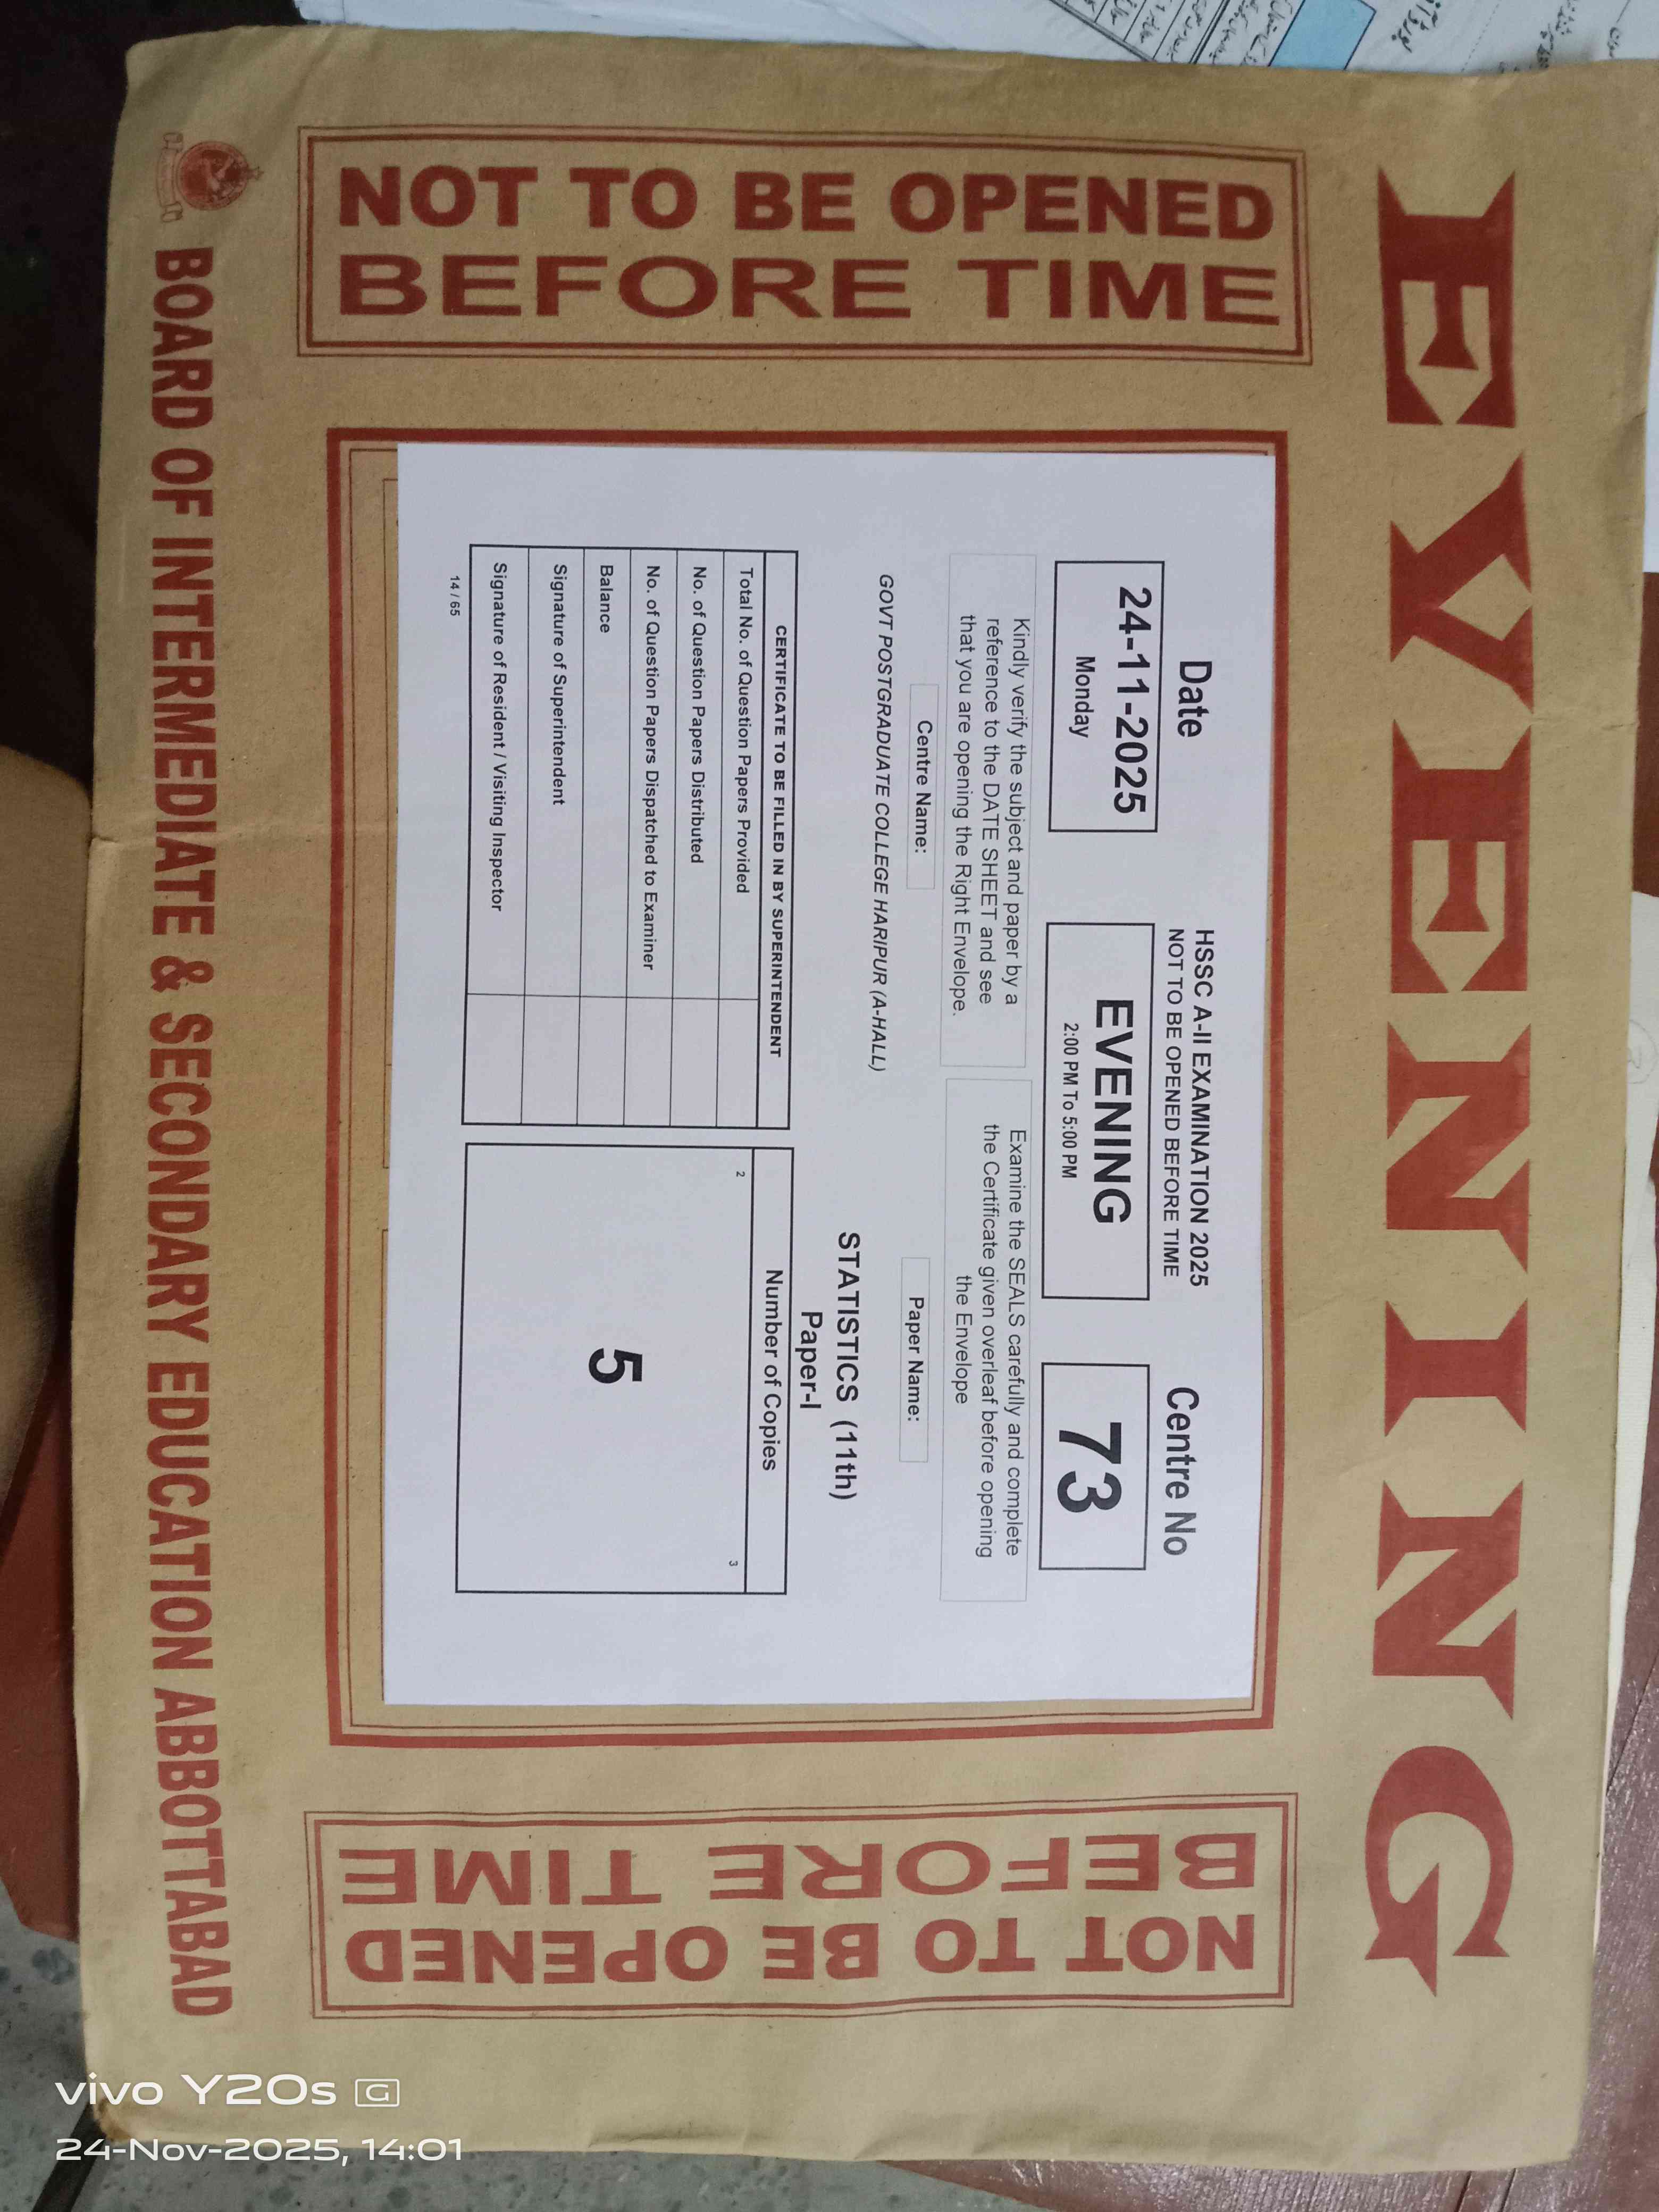 EVENING
NOT TO BE OPENED
BEFORE TIME
Date
24-11-2025
Monday
HSSC A-II EXAMINATION 2025
NOT TO BE OPENED BEFORE TIME
EVENING
2:00 PM To 5:00 PM
Centre No
73
Kindly verify the subject and paper by a
reference to the DATE SHEET and see
that you are opening the Right Envelope.
Examine the SEALS carefully and complete
the Certificate given overleaf before opening
the Envelope
Centre Name:
GOVT POSTGRADUATE COLLEGE HARIPUR (A-HALL)
Paper Name:
STATISTICS (11th)
Paper-I
CERTIFICATE TO BE FILLED IN BY SUPERINTENDENT
Total No. of Question Papers Provided
No. of Question Papers Distributed
No. of Question Papers Dispatched to Examiner
Balance
Signature of Superintendent
Signature of Resident / Visiting Inspector
14 / 65
Number of Copies
2
3
5
NOT TO BE OPENED
BEFORE TIME
BOARD OF INTERMEDIATE & SECONDARY EDUCATION ABBOTTABAD
vivo Y20s G
24-Nov-2025, 14:01